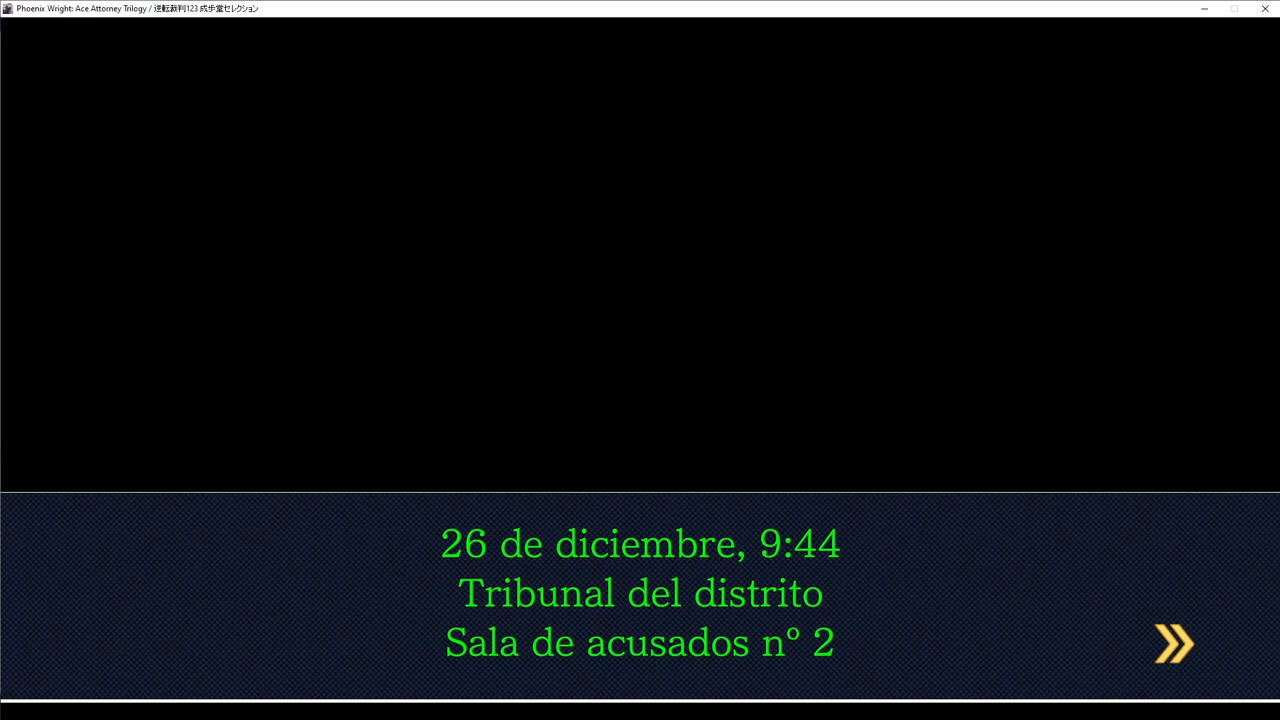 Phoenix Wright: Ace Attorney Trilogy / 逆転裁判123 成歩堂セレクション
26 de diciembre, 9:44
Tribunal del distrito
Sala de acusados nº 2